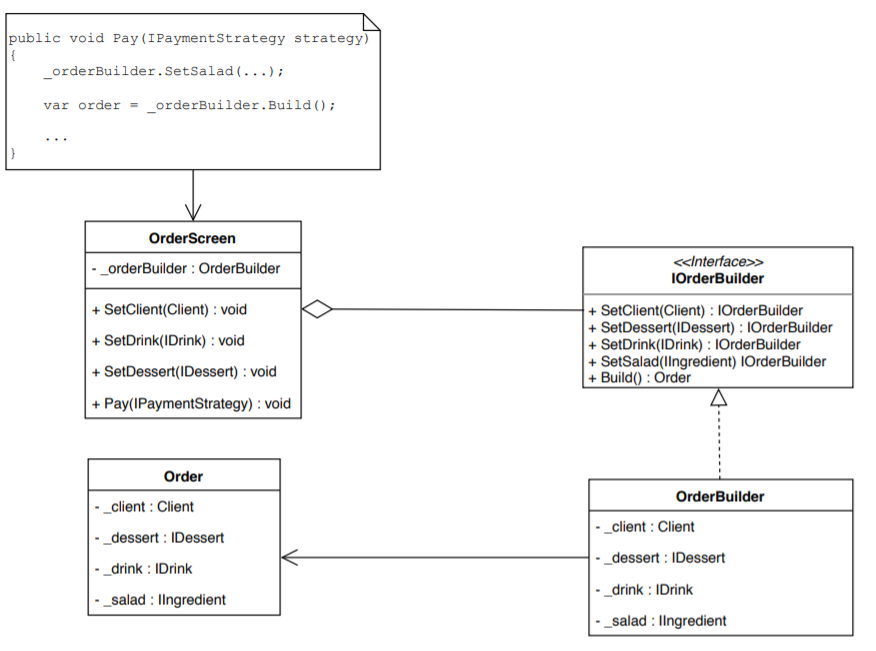 public void Pay(IPaymentStrategy strategy)
{
_orderBuilder.SetSalad(...);
var order = _orderBuilder.Build();
...
}
OrderScreen
- _orderBuilder : OrderBuilder
+ SetClient(Client) : void
+ SetDrink(IDrink) : void
+ SetDessert(IDessert) : void
+ Pay(IPaymentStrategy) : void
<<Interface>>
IOrderBuilder
+ SetClient(Client) : IOrderBuilder
+ SetDessert(IDessert) : IOrderBuilder
+ SetDrink(IDrink) : IOrderBuilder
+ SetSalad(IIngredient) IOrderBuilder
+ Build() : Order
Order
- _client : Client
- _dessert : IDessert
- _drink : IDrink
- _salad : IIngredient
OrderBuilder
- _client : Client
- _dessert : IDessert
- _drink : IDrink
- _salad : IIngredient